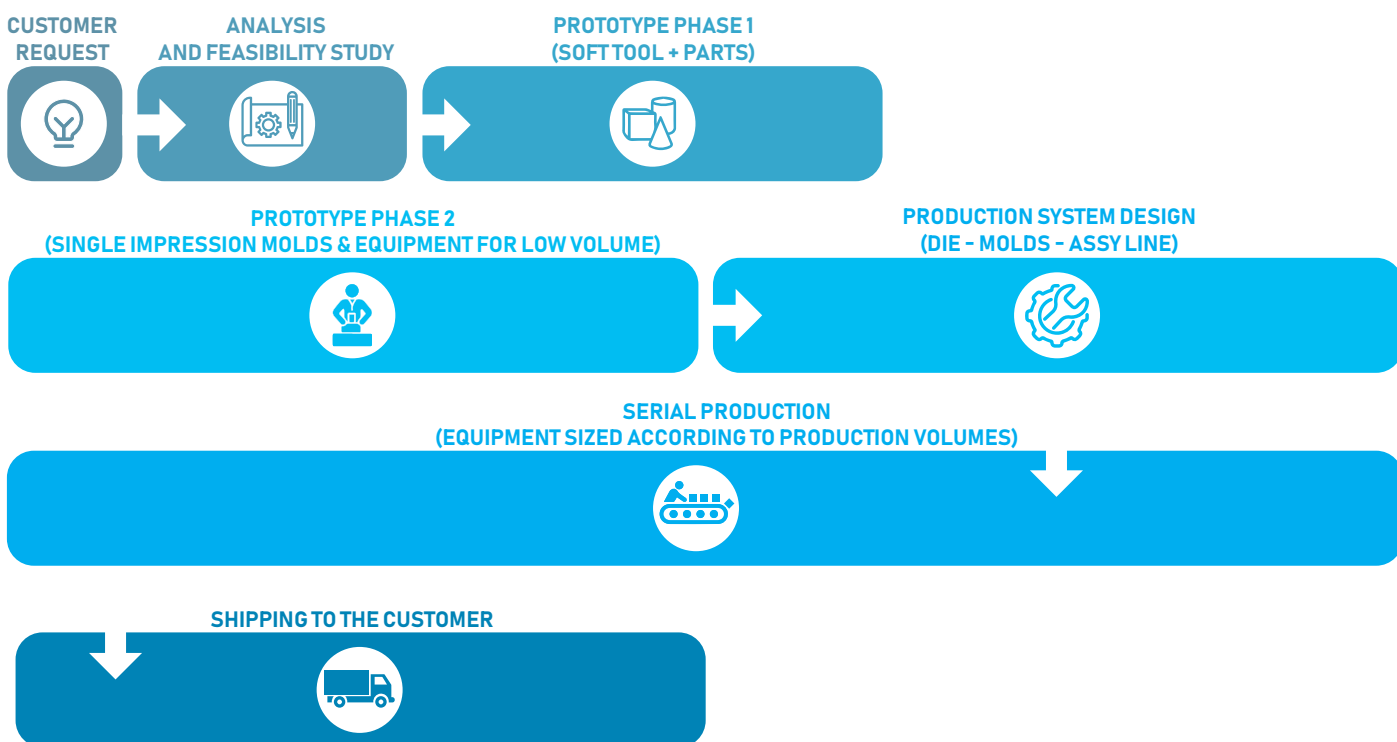 CUSTOMER
REQUEST
ANALYSIS
AND FEASIBILITY STUDY
PROTOTYPE PHASE 1
(SOFT TOOL + PARTS)
PROTOTYPE PHASE 2
(SINGLE IMPRESSION MOLDS & EQUIPMENT FOR LOW VOLUME)
PRODUCTION SYSTEM DESIGN
(DIE - MOLDS - ASSY LINE)
SERIAL PRODUCTION
(EQUIPMENT SIZED ACCORDING TO PRODUCTION VOLUMES)
SHIPPING TO THE CUSTOMER